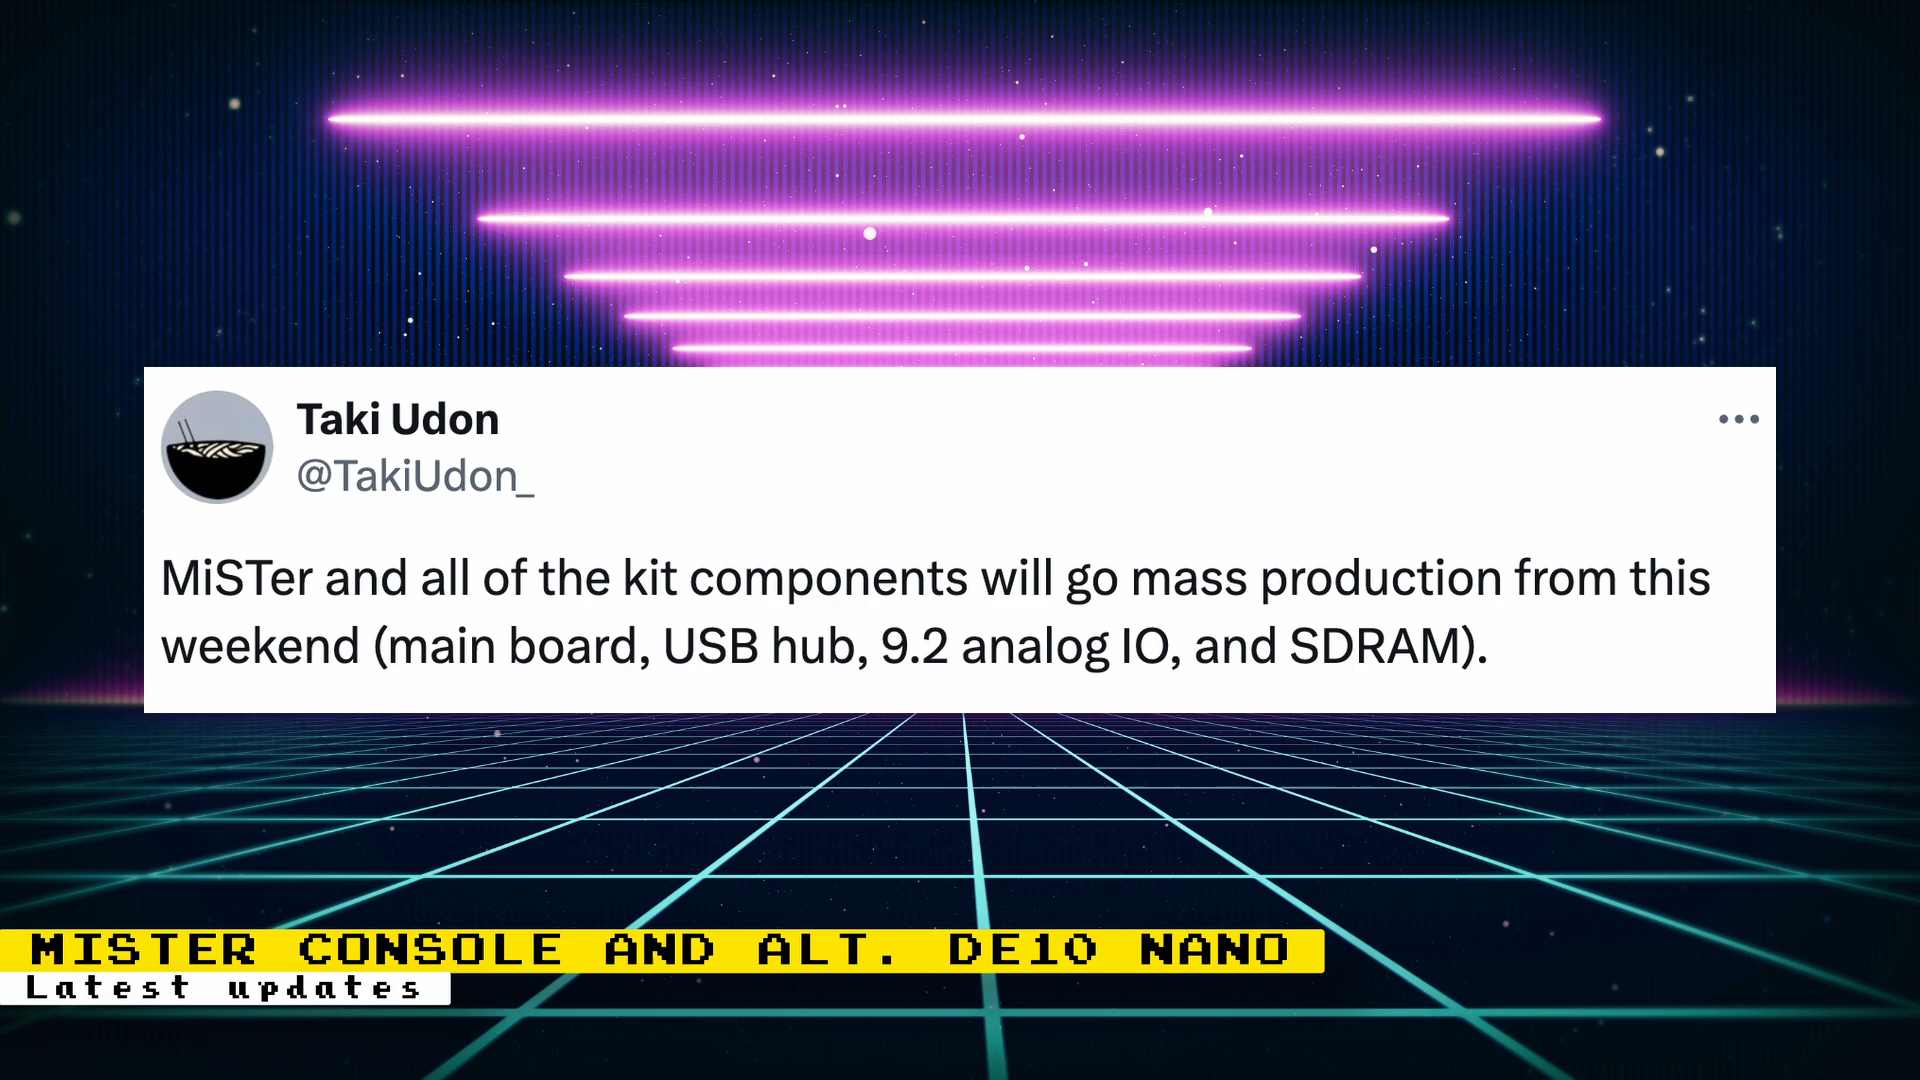 Taki Udon
@TakiUdon_
MiSTer and all of the kit components will go mass production from this
weekend (main board, USB hub, 9.2 analog IO, and SDRAM).
MISTER CONSOLE AND ALT. DE10 NANO
Latest updates